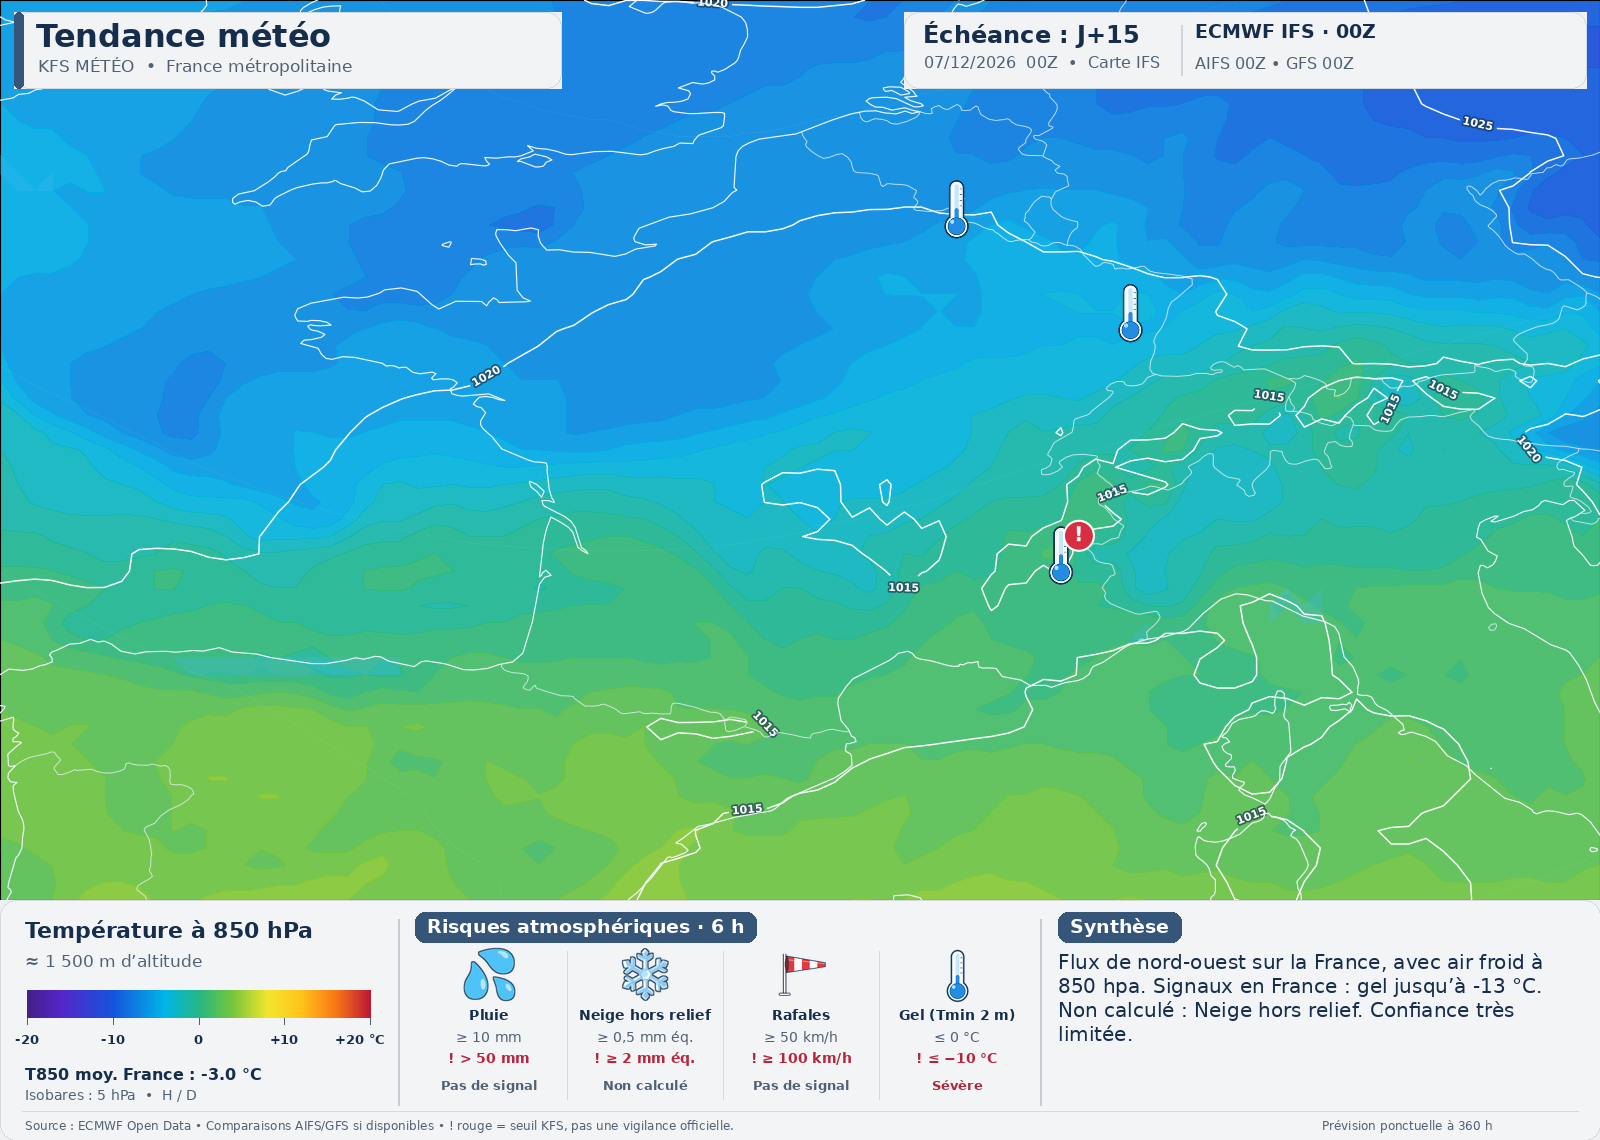 Tendance météo
KFS MÉTÉO • France métropolitaine
Échéance : J+15
07/12/2026 00Z • Carte IFS
ECMWF IFS · 00Z
AIFS 00Z • GFS 00Z
1020
1025
1020
1015
1015
1015
1020
1015
1015
1015
1015
1015
!
Température à 850 hPa
≈ 1 500 m d’altitude
-20 -10 0 +10 +20 °C
T850 moy. France : -3.0 °C
Isobares : 5 hPa • H / D
Risques atmosphériques · 6 h
Pluie
≥ 10 mm
! > 50 mm
Pas de signal
Neige hors relief
≥ 0,5 mm éq.
! ≥ 2 mm éq.
Non calculé
Rafales
≥ 50 km/h
! ≥ 100 km/h
Pas de signal
Gel (Tmin 2 m)
≤ 0 °C
! ≤ −10 °C
Sévère
Synthèse
Flux de nord-ouest sur la France, avec air froid à
850 hpa. Signaux en France : gel jusqu’à -13 °C.
Non calculé : Neige hors relief. Confiance très
limitée.
Source : ECMWF Open Data • Comparaisons AIFS/GFS si disponibles • ! rouge = seuil KFS, pas une vigilance officielle.
Prévision ponctuelle à 360 h